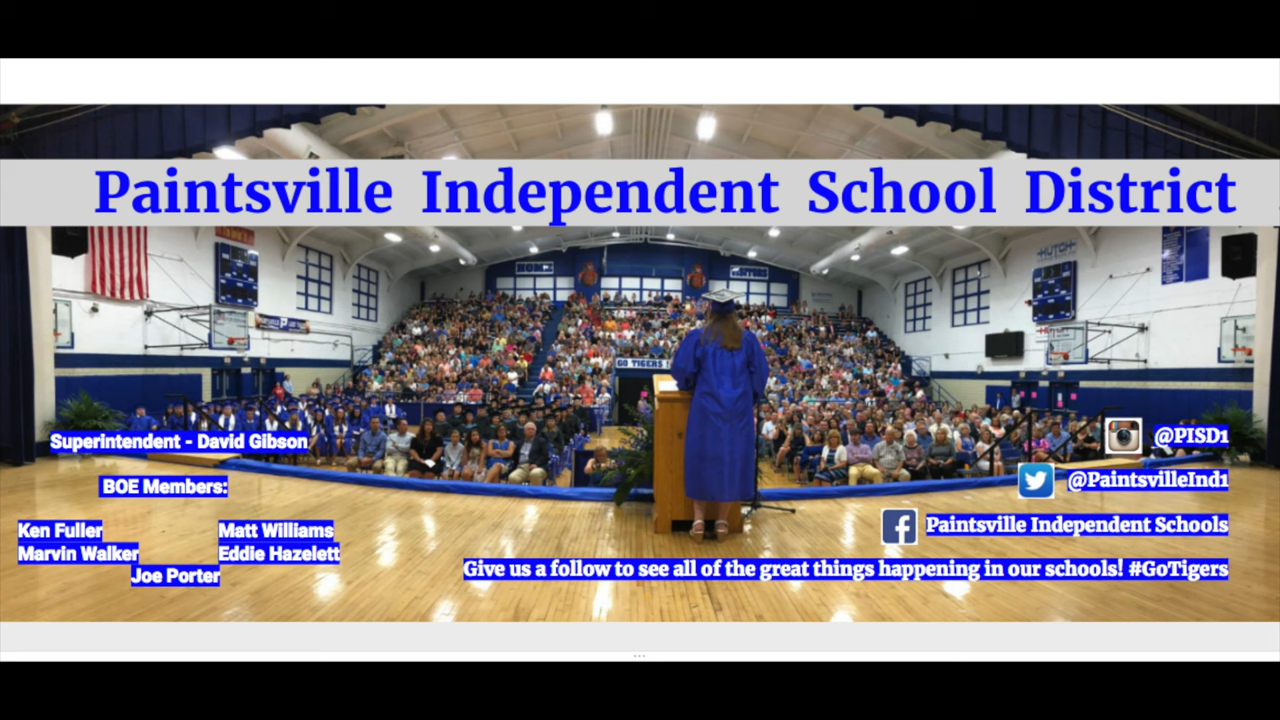 Paintsville Independent School District
HOME
GO TIGERS !
Superintendent - David Gibson
BOE Members:
Ken Fuller
Matt Williams
Marvin Walker
Eddie Hazelett
Joe Porter
@PISD1
@PaintsvilleInd1
Paintsville Independent Schools
Give us a follow to see all of the great things happening in our schools! #GoTigers